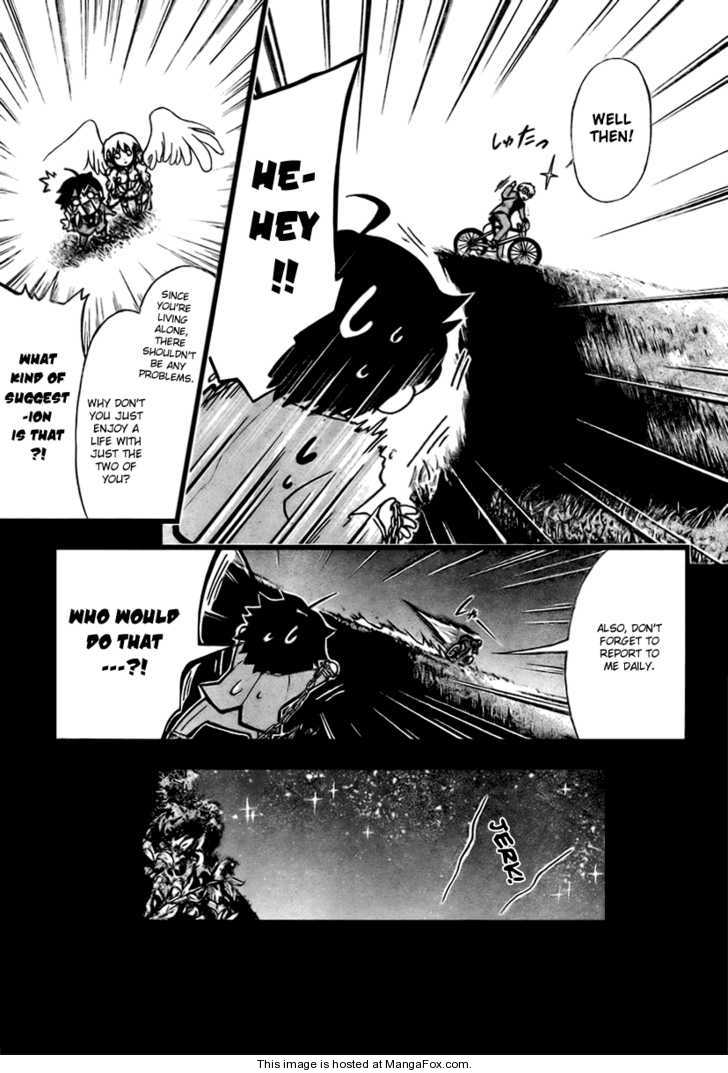 WELL
THEN!
しゅたっ
HE-
HEY
!!
SINCE
YOU'RE
LIVING
ALONE,
THERE
SHOULDN'T
BE ANY
PROBLEMS.
WHY DON'T
YOU JUST
ENJOY A
LIFE WITH
JUST THE
TWO OF
YOU?
WHAT
KIND OF
SUGGEST
-ION
IS THAT
?!
ALSO, DON'T
FORGET TO
REPORT TO
ME DAILY.
WHO WOULD
DO THAT
---?!
JERK!
This image is hosted at MangaFox.com.